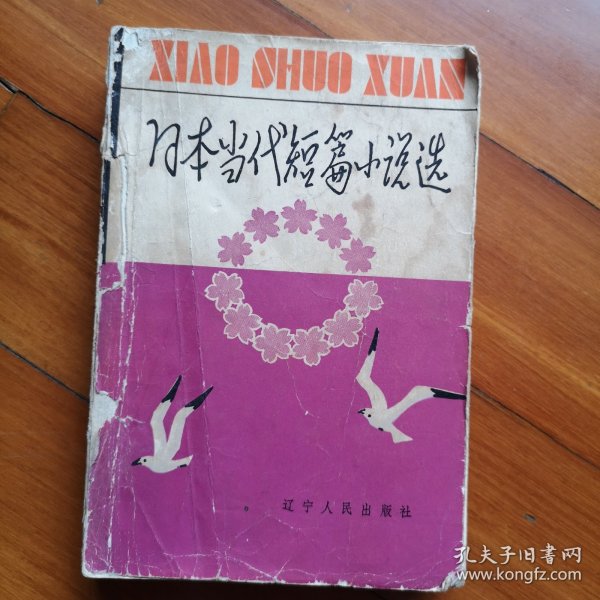 XIAO SHUO XUAN
日本当代短篇小说选
辽宁人民出版社
孔夫子旧书网
www.kongfz.com